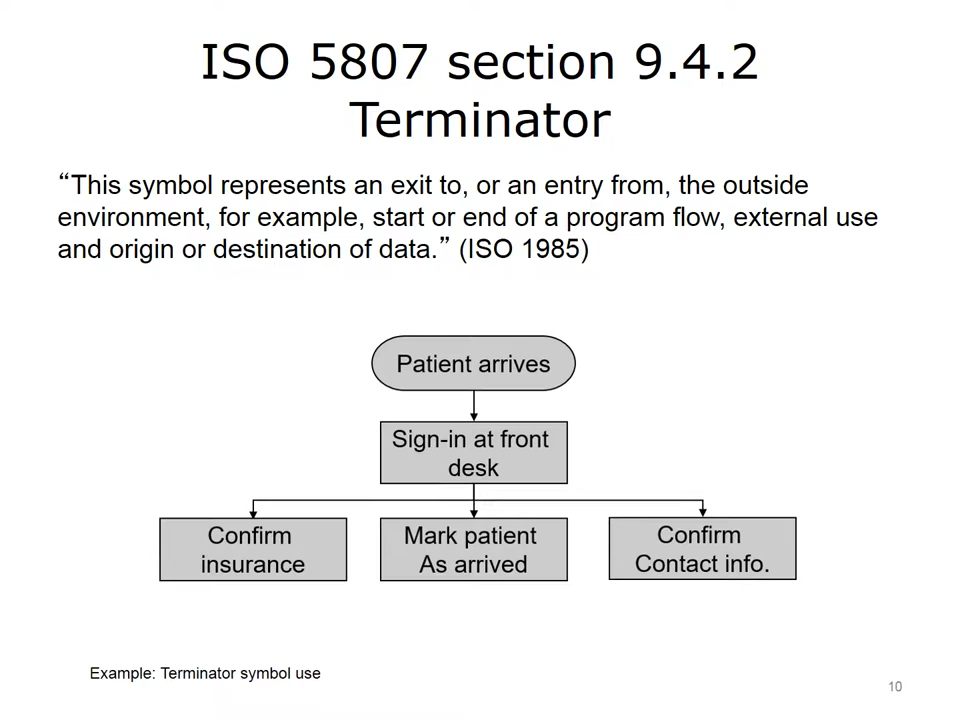 ISO 5807 section 9.4.2
Terminator
“This symbol represents an exit to, or an entry from, the outside
environment, for example, start or end of a program flow, external use
and origin or destination of data.” (ISO 1985)
Patient arrives
Sign-in at front
desk
Confirm
insurance
Mark patient
As arrived
Confirm
Contact info.
Example: Terminator symbol use
10